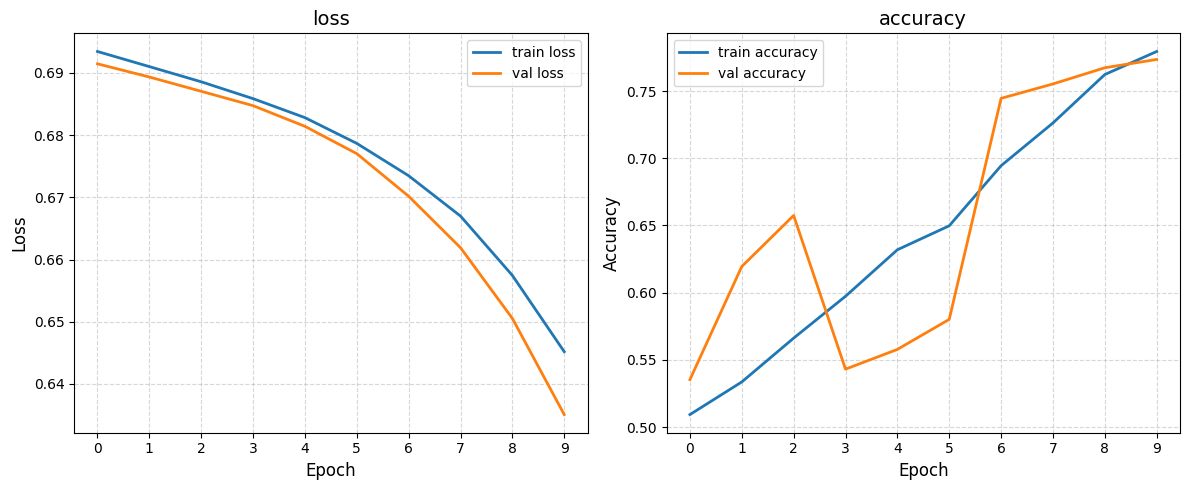 loss
train loss
val loss
0.69
0.68
0.67
0.66
0.65
0.64
Loss
0 1 2 3 4 5 6 7 8 9
Epoch
accuracy
train accuracy
val accuracy
0.75
0.70
0.65
0.60
0.55
0.50
Accuracy
0 1 2 3 4 5 6 7 8 9
Epoch